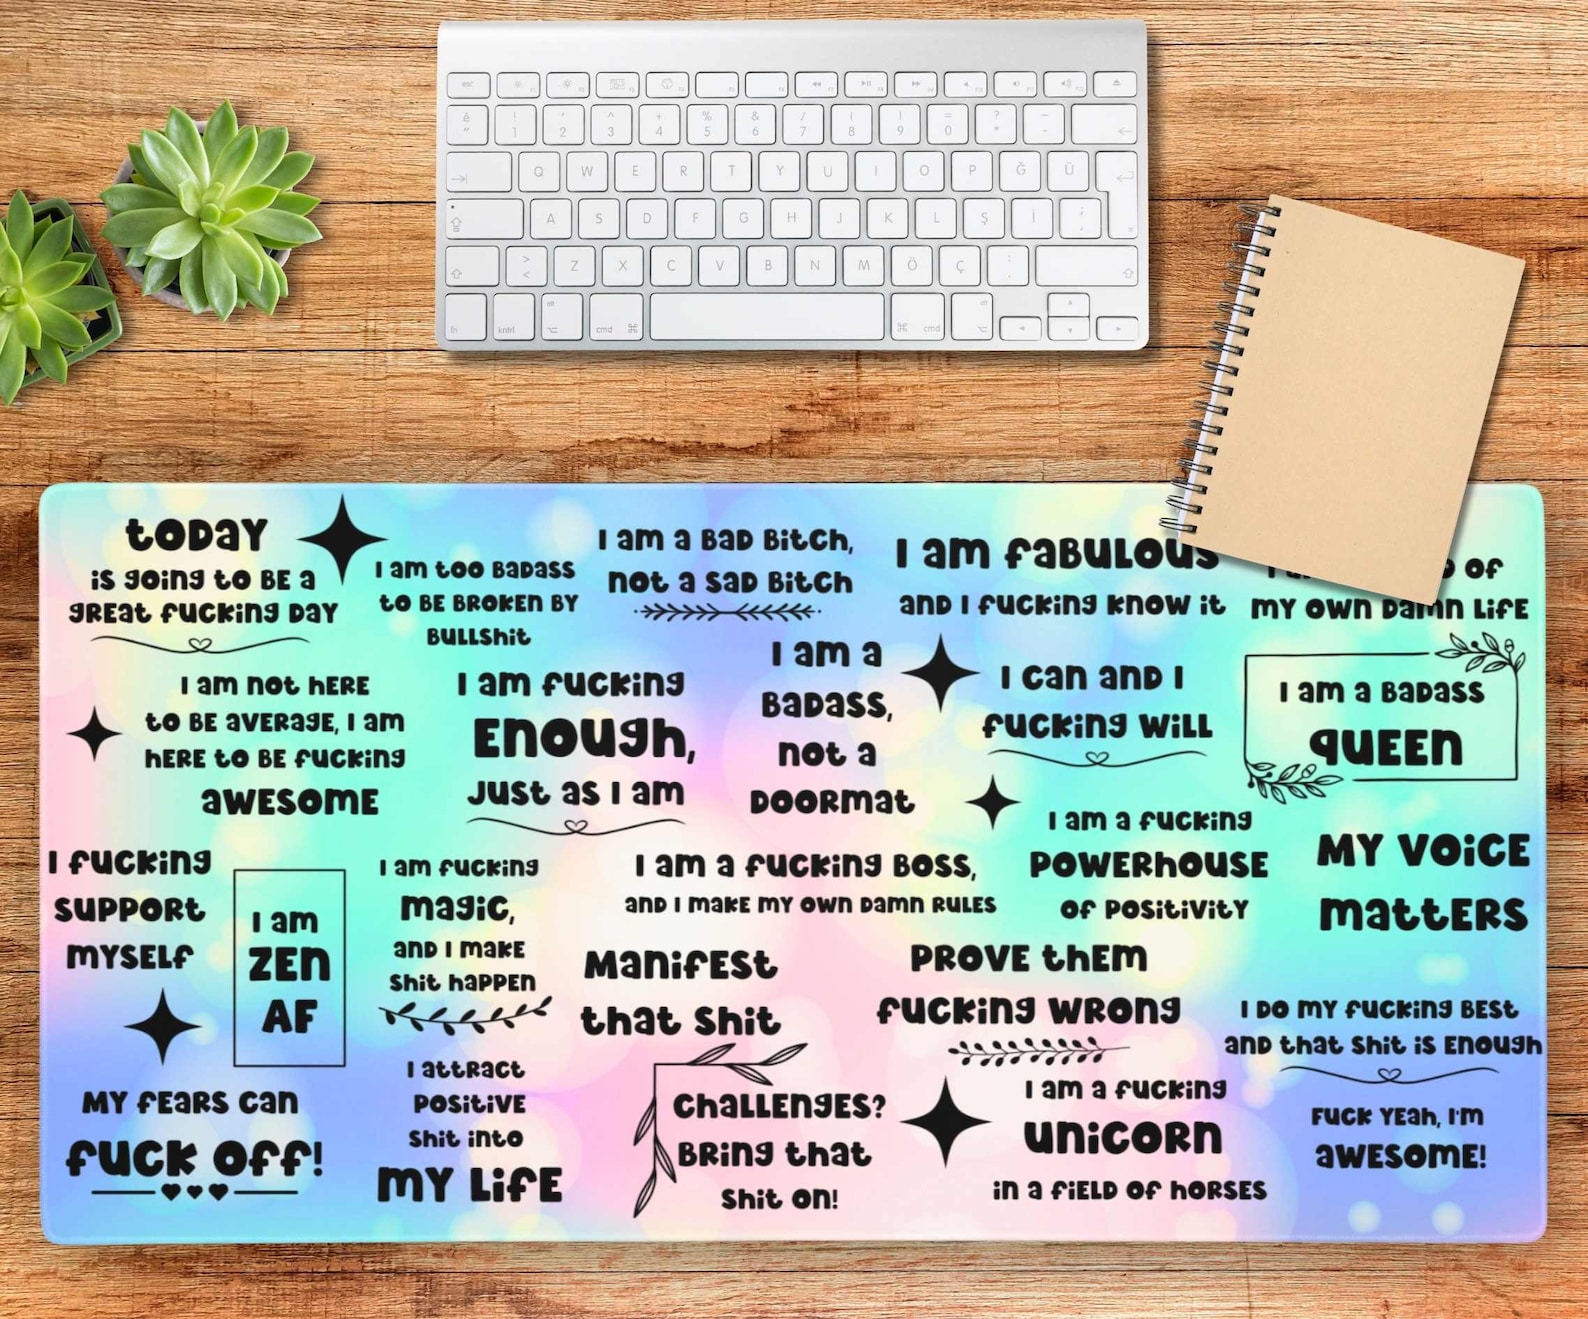 esc
é ! ' ^ + % & / ( ) = ? -
" 1 2 3 4 5 6 7 8 9 0 * -
Q W E R T Y U I O P Ğ Ü
A S D F G H J K L Ş İ ;
> Z X C V B N M Ö Ç :
<
fn kntrl alt cmd cmd alt
TODAY
IS GOING TO BE A
GREAT FUCKING DAY
I AM TOO BADASS
TO BE BROKEN BY
BULLSHIT
I AM A BAD BITCH,
NOT A SAD BITCH
I AM FABULOUS
AND I FUCKING KNOW IT
OF
MY OWN DAMN LIFE
I AM NOT HERE
TO BE AVERAGE, I AM
HERE TO BE FUCKING
AWESOME
I AM FUCKING
ENOUGH,
JUST AS I AM
I AM A
BADASS,
NOT A
DOORMAT
I CAN AND I
FUCKING WILL
I AM A BADASS
QUEEN
I FUCKING
SUPPORT
MYSELF
I AM
ZEN
AF
I AM FUCKING
MAGIC,
AND I MAKE
SHIT HAPPEN
I AM A FUCKING BOSS,
AND I MAKE MY OWN DAMN RULES
I AM A FUCKING
POWERHOUSE
OF POSITIVITY
MY VOICE
MATTERS
MANIFEST
THAT SHIT
PROVE THEM
FUCKING WRONG
I DO MY FUCKING BEST
AND THAT SHIT IS ENOUGH
MY FEARS CAN
FUCK OFF!
I ATTRACT
POSITIVE
SHIT INTO
MY LIFE
CHALLENGES?
BRING THAT
SHIT ON!
I AM A FUCKING
UNICORN
IN A FIELD OF HORSES
FUCK YEAH, I'M
AWESOME!